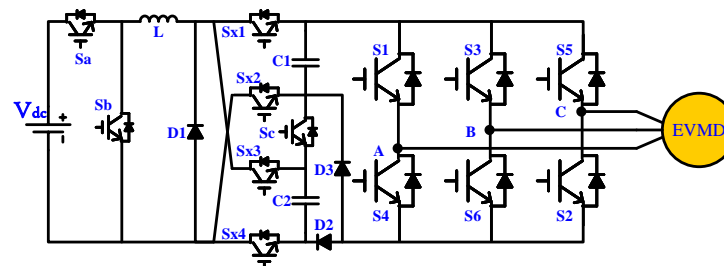 Sa
L
Sx1
C1
S1
S3
S5
Sx2
Vdc
+
-
Sb
D1
Sc
Sx3
D3
A
B
C
EVMD
C2
D2
Sx4
S4
S6
S2